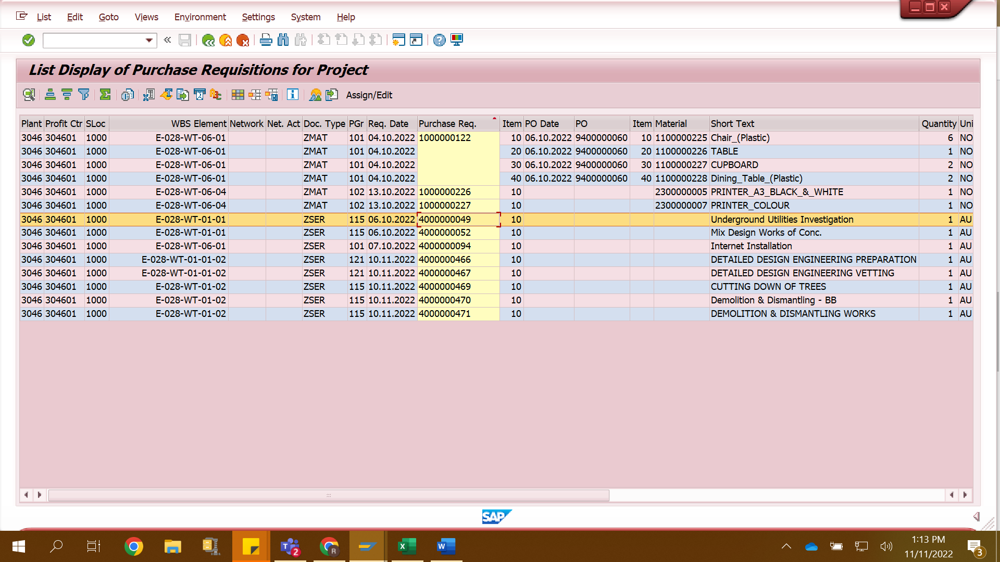 List Edit Goto Views Environment Settings System Help
List Display of Purchase Requisitions for Project
Assign/Edit
Plant Profit Ctr SLoc WBS Element Network Net. Act Doc. Type PGr Req. Date Purchase Req. Item PO Date PO Item Material Short Text Quantity Uni
3046 304601 1000 E-028-WT-06-01 ZMAT 101 04.10.2022 1000000122 10 06.10.2022 9400000060 10 1100000225 Chair_(Plastic) 6 NO
3046 304601 1000 E-028-WT-06-01 ZMAT 101 04.10.2022 20 06.10.2022 9400000060 20 1100000226 TABLE 1 NO
3046 304601 1000 E-028-WT-06-01 ZMAT 101 04.10.2022 30 06.10.2022 9400000060 30 1100000227 CUPBOARD 2 NO
3046 304601 1000 E-028-WT-06-01 ZMAT 101 04.10.2022 40 06.10.2022 9400000060 40 1100000228 Dining_Table_(Plastic) 2 NO
3046 304601 1000 E-028-WT-06-04 ZMAT 102 13.10.2022 1000000226 10 2300000005 PRINTER_A3_BLACK_&_WHITE 1 NO
3046 304601 1000 E-028-WT-06-04 ZMAT 102 13.10.2022 1000000227 10 2300000007 PRINTER_COLOUR 1 NO
3046 304601 1000 E-028-WT-01-01 ZSER 115 06.10.2022 4000000049 10 Underground Utilities Investigation 1 AU
3046 304601 1000 E-028-WT-01-01 ZSER 115 06.10.2022 4000000052 10 Mix Design Works of Conc. 1 AU
3046 304601 1000 E-028-WT-06-01 ZSER 101 07.10.2022 4000000094 10 Internet Installation 1 AU
3046 304601 1000 E-028-WT-01-01-02 ZSER 121 10.11.2022 4000000466 10 DETAILED DESIGN ENGINEERING PREPARATION 1 AU
3046 304601 1000 E-028-WT-01-01-02 ZSER 121 10.11.2022 4000000467 10 DETAILED DESIGN ENGINEERING VETTING 1 AU
3046 304601 1000 E-028-WT-01-02 ZSER 115 10.11.2022 4000000469 10 CUTTING DOWN OF TREES 1 AU
3046 304601 1000 E-028-WT-01-02 ZSER 115 10.11.2022 4000000470 10 Demolition & Dismantling - BB 1 AU
3046 304601 1000 E-028-WT-01-02 ZSER 115 10.11.2022 4000000471 10 DEMOLITION & DISMANTLING WORKS 1 AU
SAP
T 2 R X W 1:13 PM
11/11/2022 3